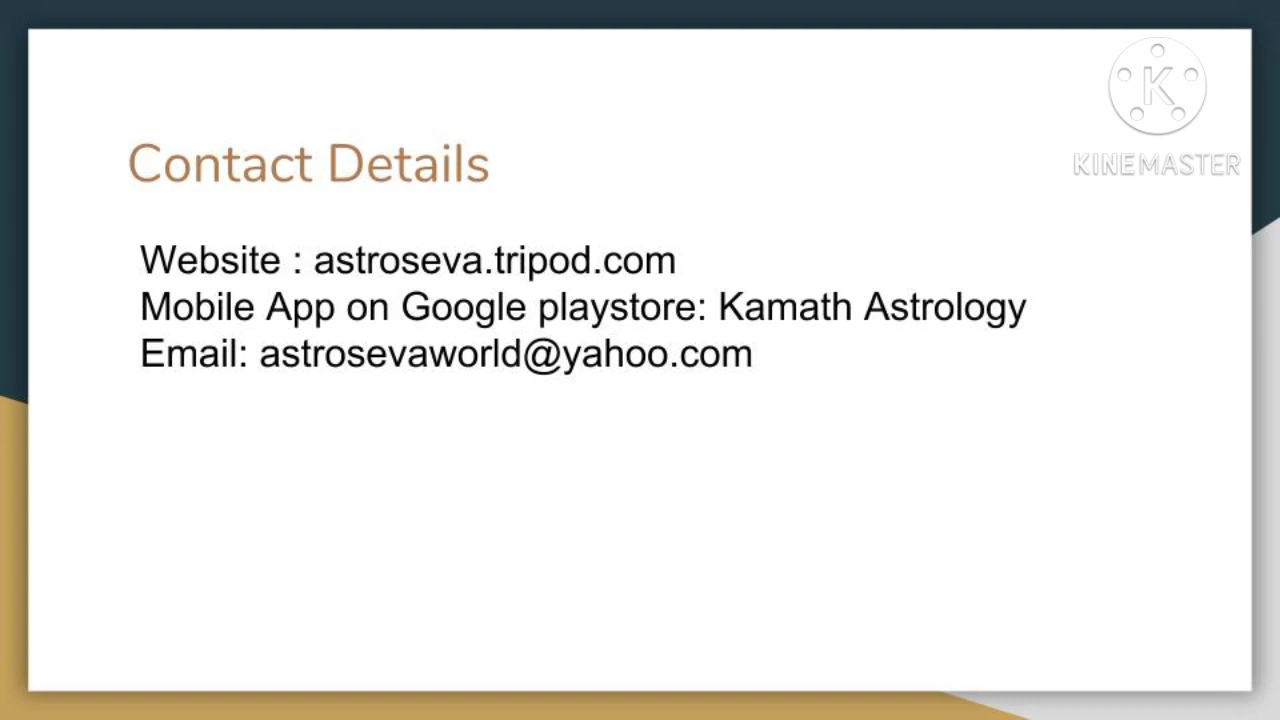 K
KINEMASTER
Contact Details
Website : astroseva.tripod.com
Mobile App on Google playstore: Kamath Astrology
Email: astrosevaworld@yahoo.com